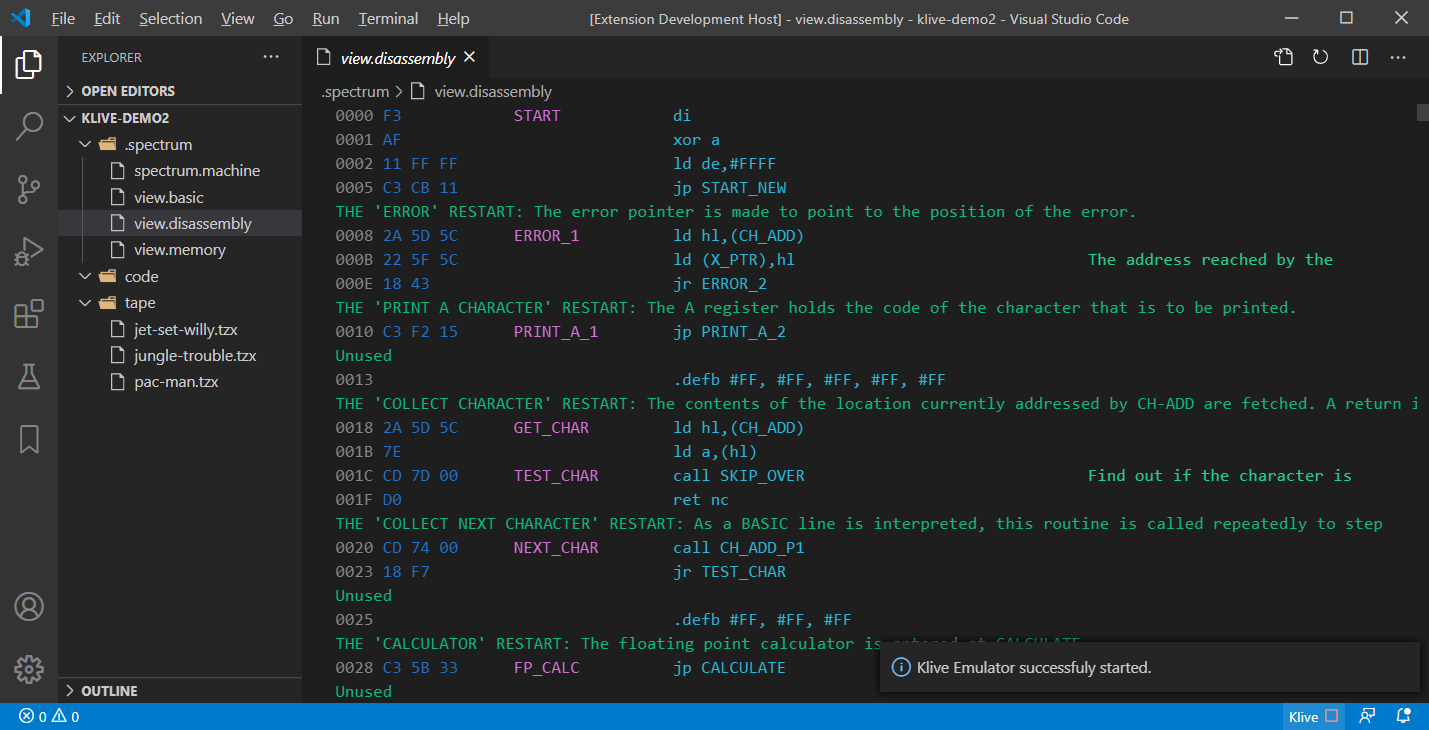 File Edit Selection View Go Run Terminal Help [Extension Development Host] - view.disassembly - klive-demo2 - Visual Studio Code
EXPLORER
OPEN EDITORS
KLIVE-DEMO2
.spectrum
spectrum.machine
view.basic
view.disassembly
view.memory
code
tape
jet-set-willy.tzx
jungle-trouble.tzx
pac-man.tzx
OUTLINE
view.disassembly
.spectrum > view.disassembly
0000 F3 START di
0001 AF xor a
0002 11 FF FF ld de,#FFFF
0005 C3 CB 11 jp START_NEW
THE 'ERROR' RESTART: The error pointer is made to point to the position of the error.
0008 2A 5D 5C ERROR_1 ld hl,(CH_ADD)
000B 22 5F 5C ld (X_PTR),hl The address reached by the
000E 18 43 jr ERROR_2
THE 'PRINT A CHARACTER' RESTART: The A register holds the code of the character that is to be printed.
0010 C3 F2 15 PRINT_A_1 jp PRINT_A_2
Unused
0013 .defb #FF, #FF, #FF, #FF, #FF
THE 'COLLECT CHARACTER' RESTART: The contents of the location currently addressed by CH-ADD are fetched. A return i
0018 2A 5D 5C GET_CHAR ld hl,(CH_ADD)
001B 7E ld a,(hl)
001C CD 7D 00 TEST_CHAR call SKIP_OVER Find out if the character is
001F D0 ret nc
THE 'COLLECT NEXT CHARACTER' RESTART: As a BASIC line is interpreted, this routine is called repeatedly to step
0020 CD 74 00 NEXT_CHAR call CH_ADD_P1
0023 18 F7 jr TEST_CHAR
Unused
0025 .defb #FF, #FF, #FF
THE 'CALCULATOR' RESTART: The floating point calculator is entered at CALCULATE
0028 C3 5B 33 FP_CALC jp CALCULATE
Unused
Klive Emulator successfuly started.
0 0
Klive